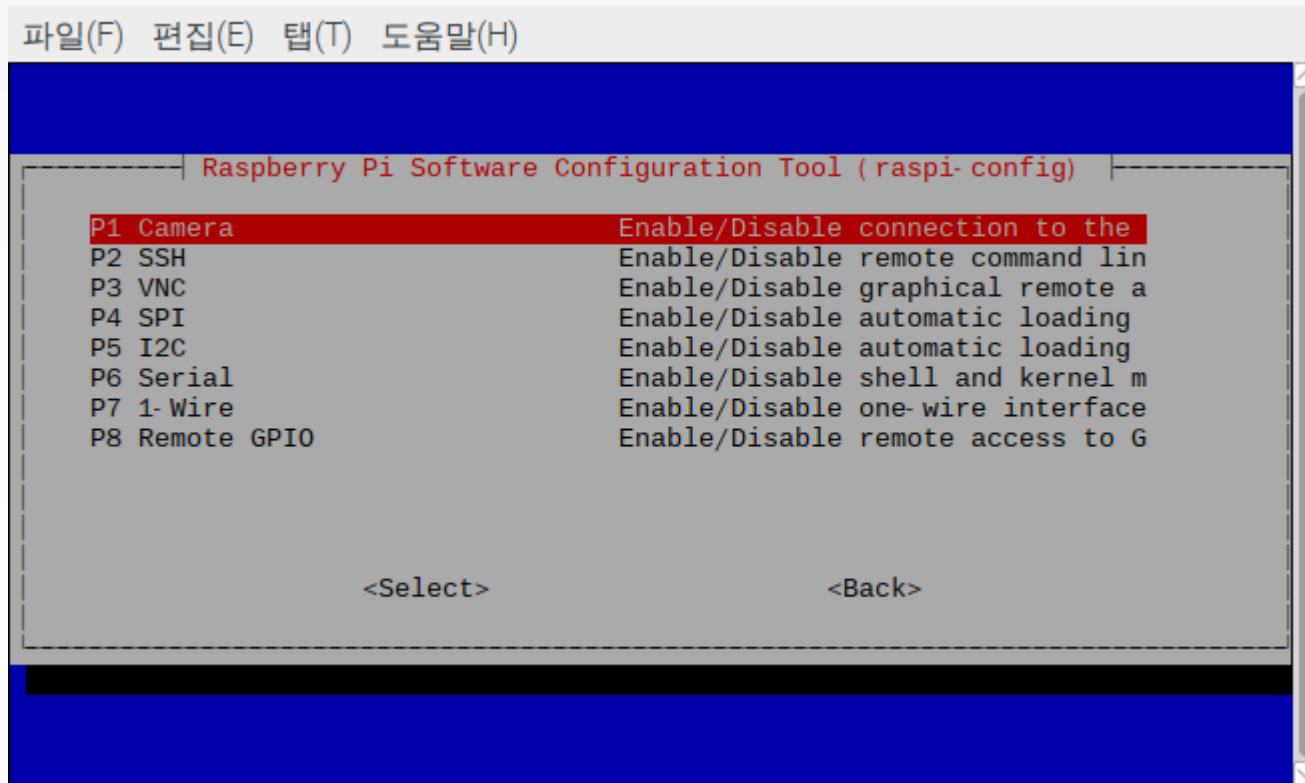 파일(F) 편집(E) 탭(T) 도움말(H)
Raspberry Pi Software Configuration Tool (raspi-config)
P1 Camera Enable/Disable connection to the
P2 SSH Enable/Disable remote command lin
P3 VNC Enable/Disable graphical remote a
P4 SPI Enable/Disable automatic loading
P5 I2C Enable/Disable automatic loading
P6 Serial Enable/Disable shell and kernel m
P7 1-Wire Enable/Disable one-wire interface
P8 Remote GPIO Enable/Disable remote access to G
<Select> <Back>